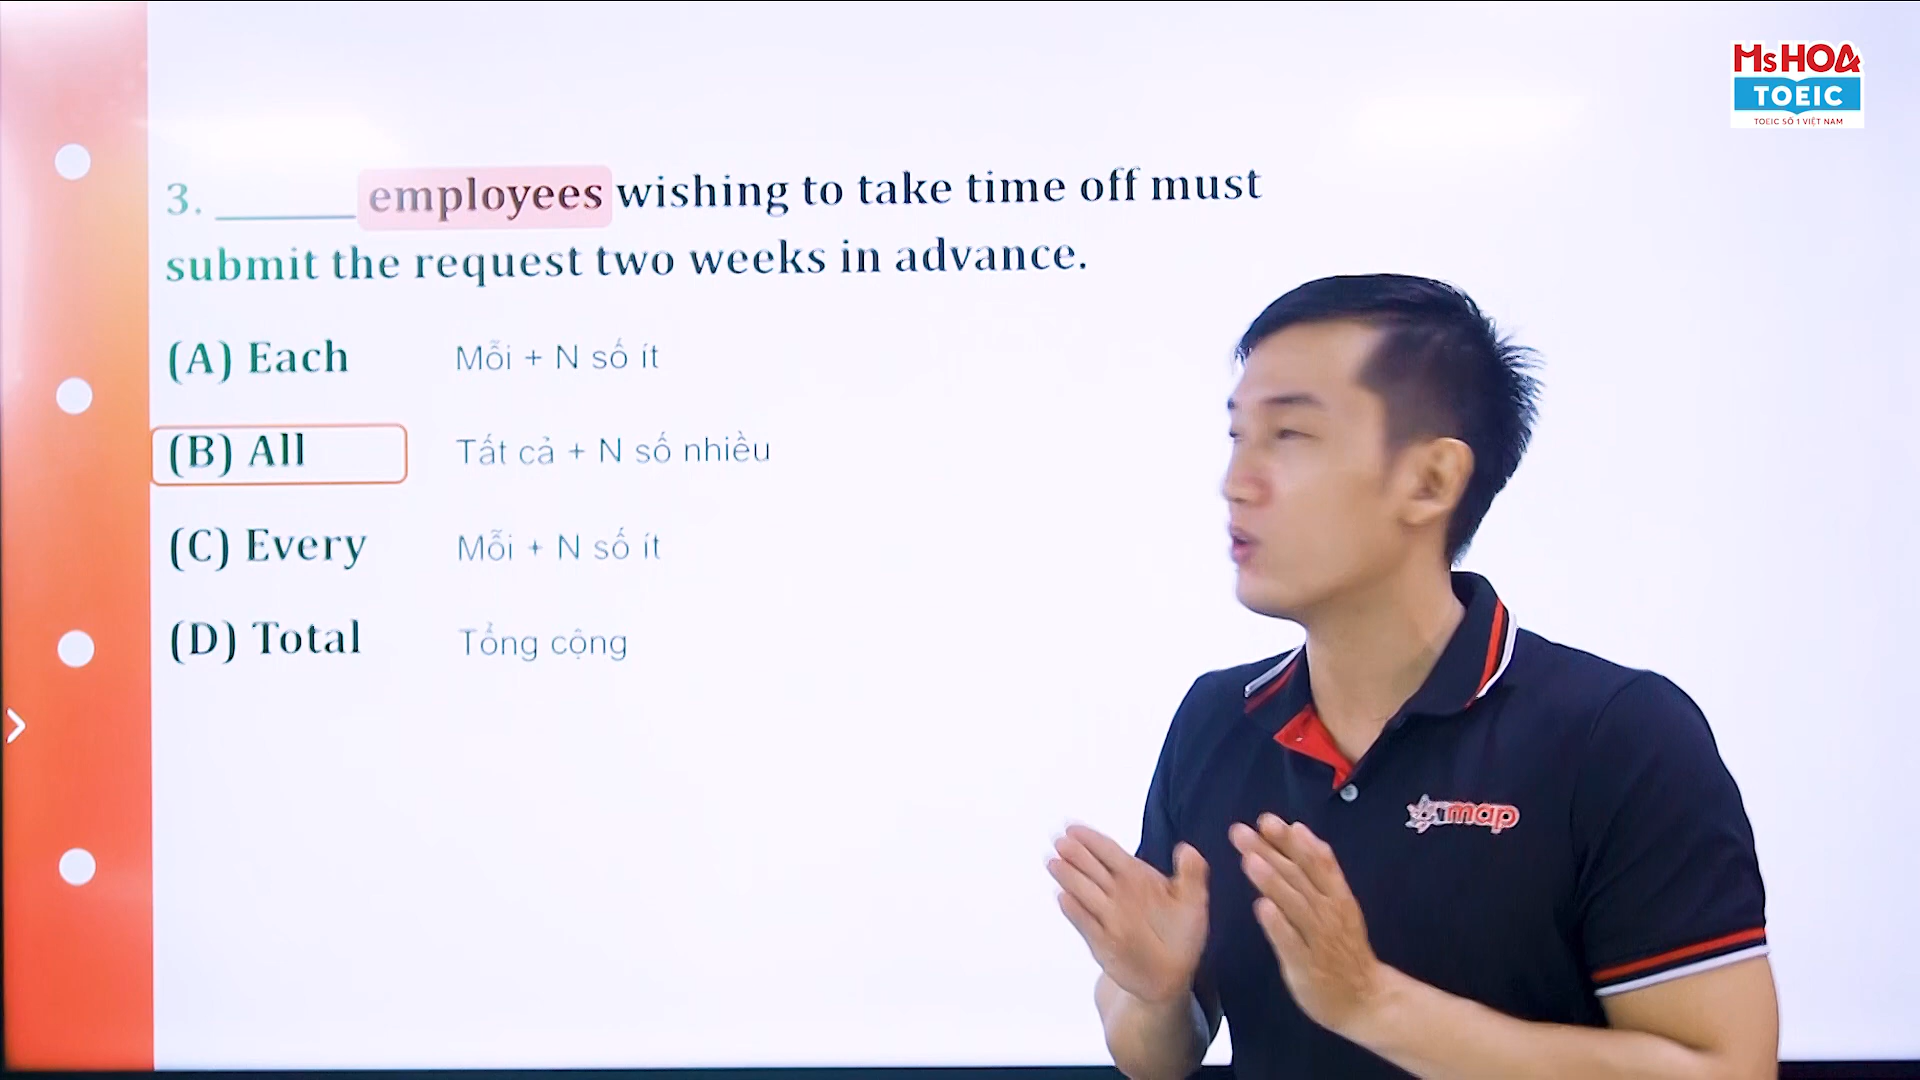 MsHOA
TOEIC
TOEIC SỐ 1 VIỆT NAM
3. ______ employees wishing to take time off must
submit the request two weeks in advance.
(A) Each Mỗi + N số ít
(B) All Tất cả + N số nhiều
(C) Every Mỗi + N số ít
(D) Total Tổng cộng
map